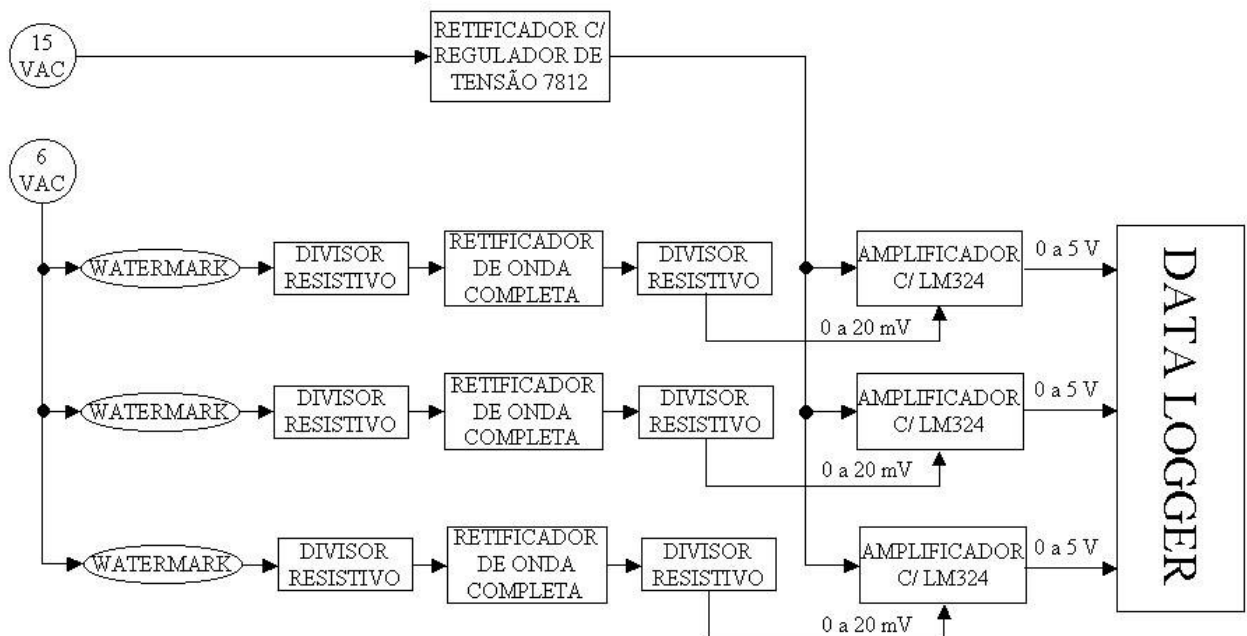 15
VAC
RETIFICADOR C/
REGULADOR DE
TENSÃO 7812
6
VAC
WATERMARK
DIVISOR
RESISTIVO
RETIFICADOR
DE ONDA
COMPLETA
DIVISOR
RESISTIVO
AMPLIFICADOR
C/ LM324
0 a 5 V
0 a 20 mV
WATERMARK
DIVISOR
RESISTIVO
RETIFICADOR
DE ONDA
COMPLETA
DIVISOR
RESISTIVO
AMPLIFICADOR
C/ LM324
0 a 5 V
0 a 20 mV
WATERMARK
DIVISOR
RESISTIVO
RETIFICADOR
DE ONDA
COMPLETA
DIVISOR
RESISTIVO
AMPLIFICADOR
C/ LM324
0 a 5 V
0 a 20 mV
DATA LOGGER